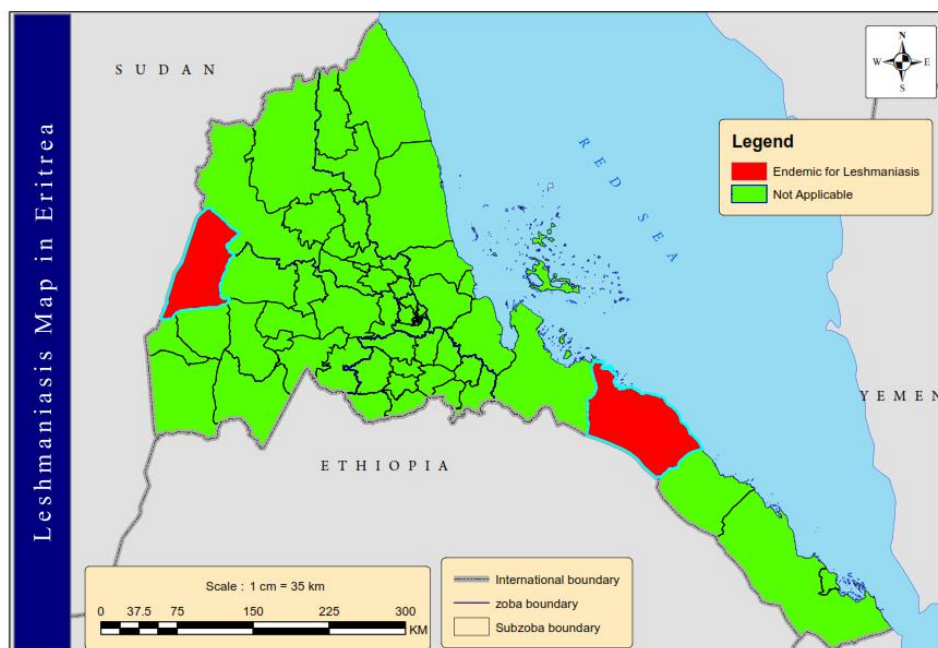 Leshmaniasis Map in Eritrea
SUDAN
N
W E
S
RED SEA
Legend
Endemic for Leshmaniasis
Not Applicable
YEMEN
ETHIOPIA
Scale : 1 cm = 35 km
0 37.5 75 150 225 300
KM
International boundary
zoba boundary
Subzoba boundary